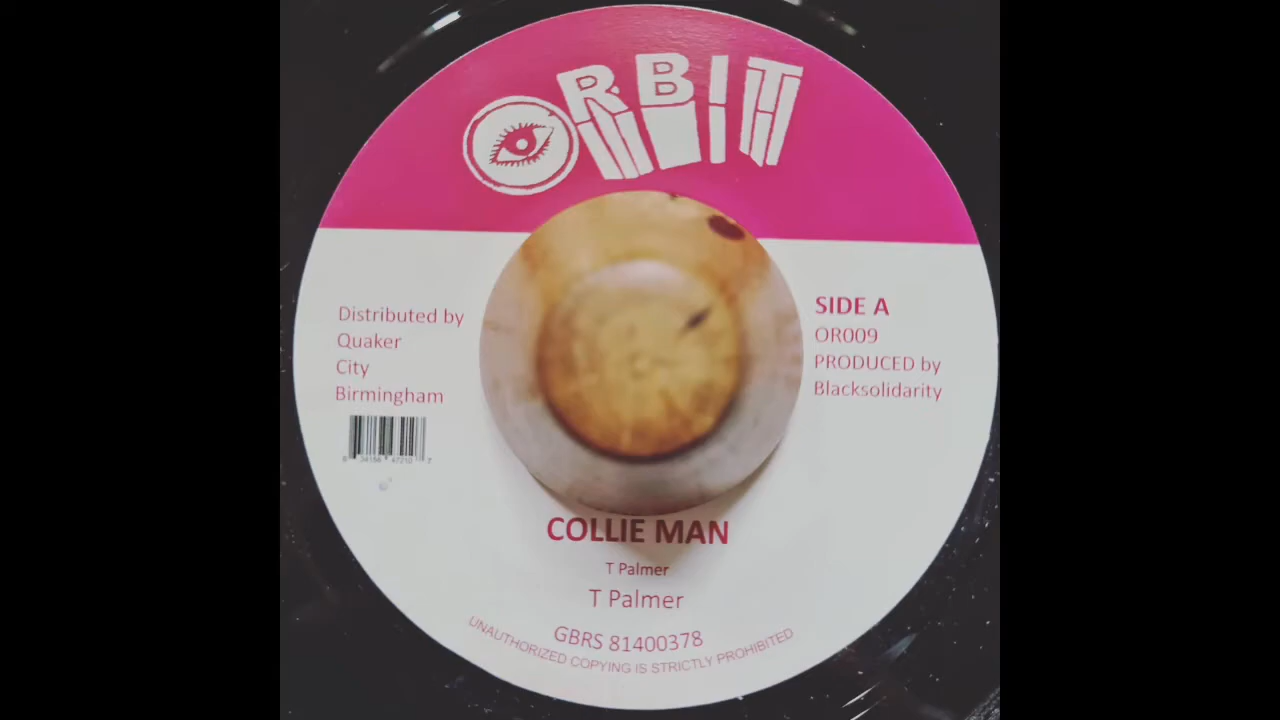 ORBIT
Distributed by
Quaker
City
Birmingham
SIDE A
OR009
PRODUCED by
Blacksolidarity
COLLIE MAN
T Palmer
T Palmer
GBRS 81400378
UNAUTHORIZED COPYING IS STRICTLY PROHIBITED